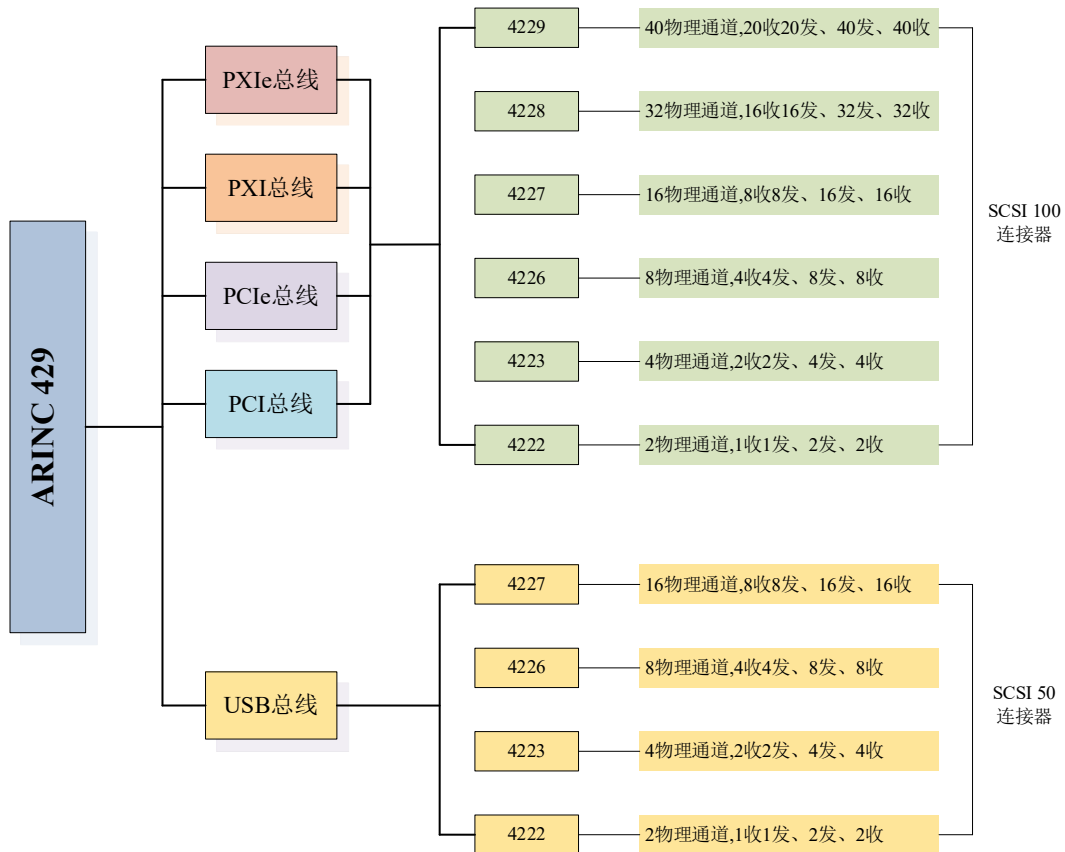 ARINC 429
PXIe总线
PXI总线
PCIe总线
PCI总线
USB总线
4229
40物理通道,20收20发、40发、40收
4228
32物理通道,16收16发、32发、32收
4227
16物理通道,8收8发、16发、16收
4226
8物理通道,4收4发、8发、8收
4223
4物理通道,2收2发、4发、4收
4222
2物理通道,1收1发、2发、2收
SCSI 100
连接器
4227
16物理通道,8收8发、16发、16收
4226
8物理通道,4收4发、8发、8收
4223
4物理通道,2收2发、4发、4收
4222
2物理通道,1收1发、2发、2收
SCSI 50
连接器